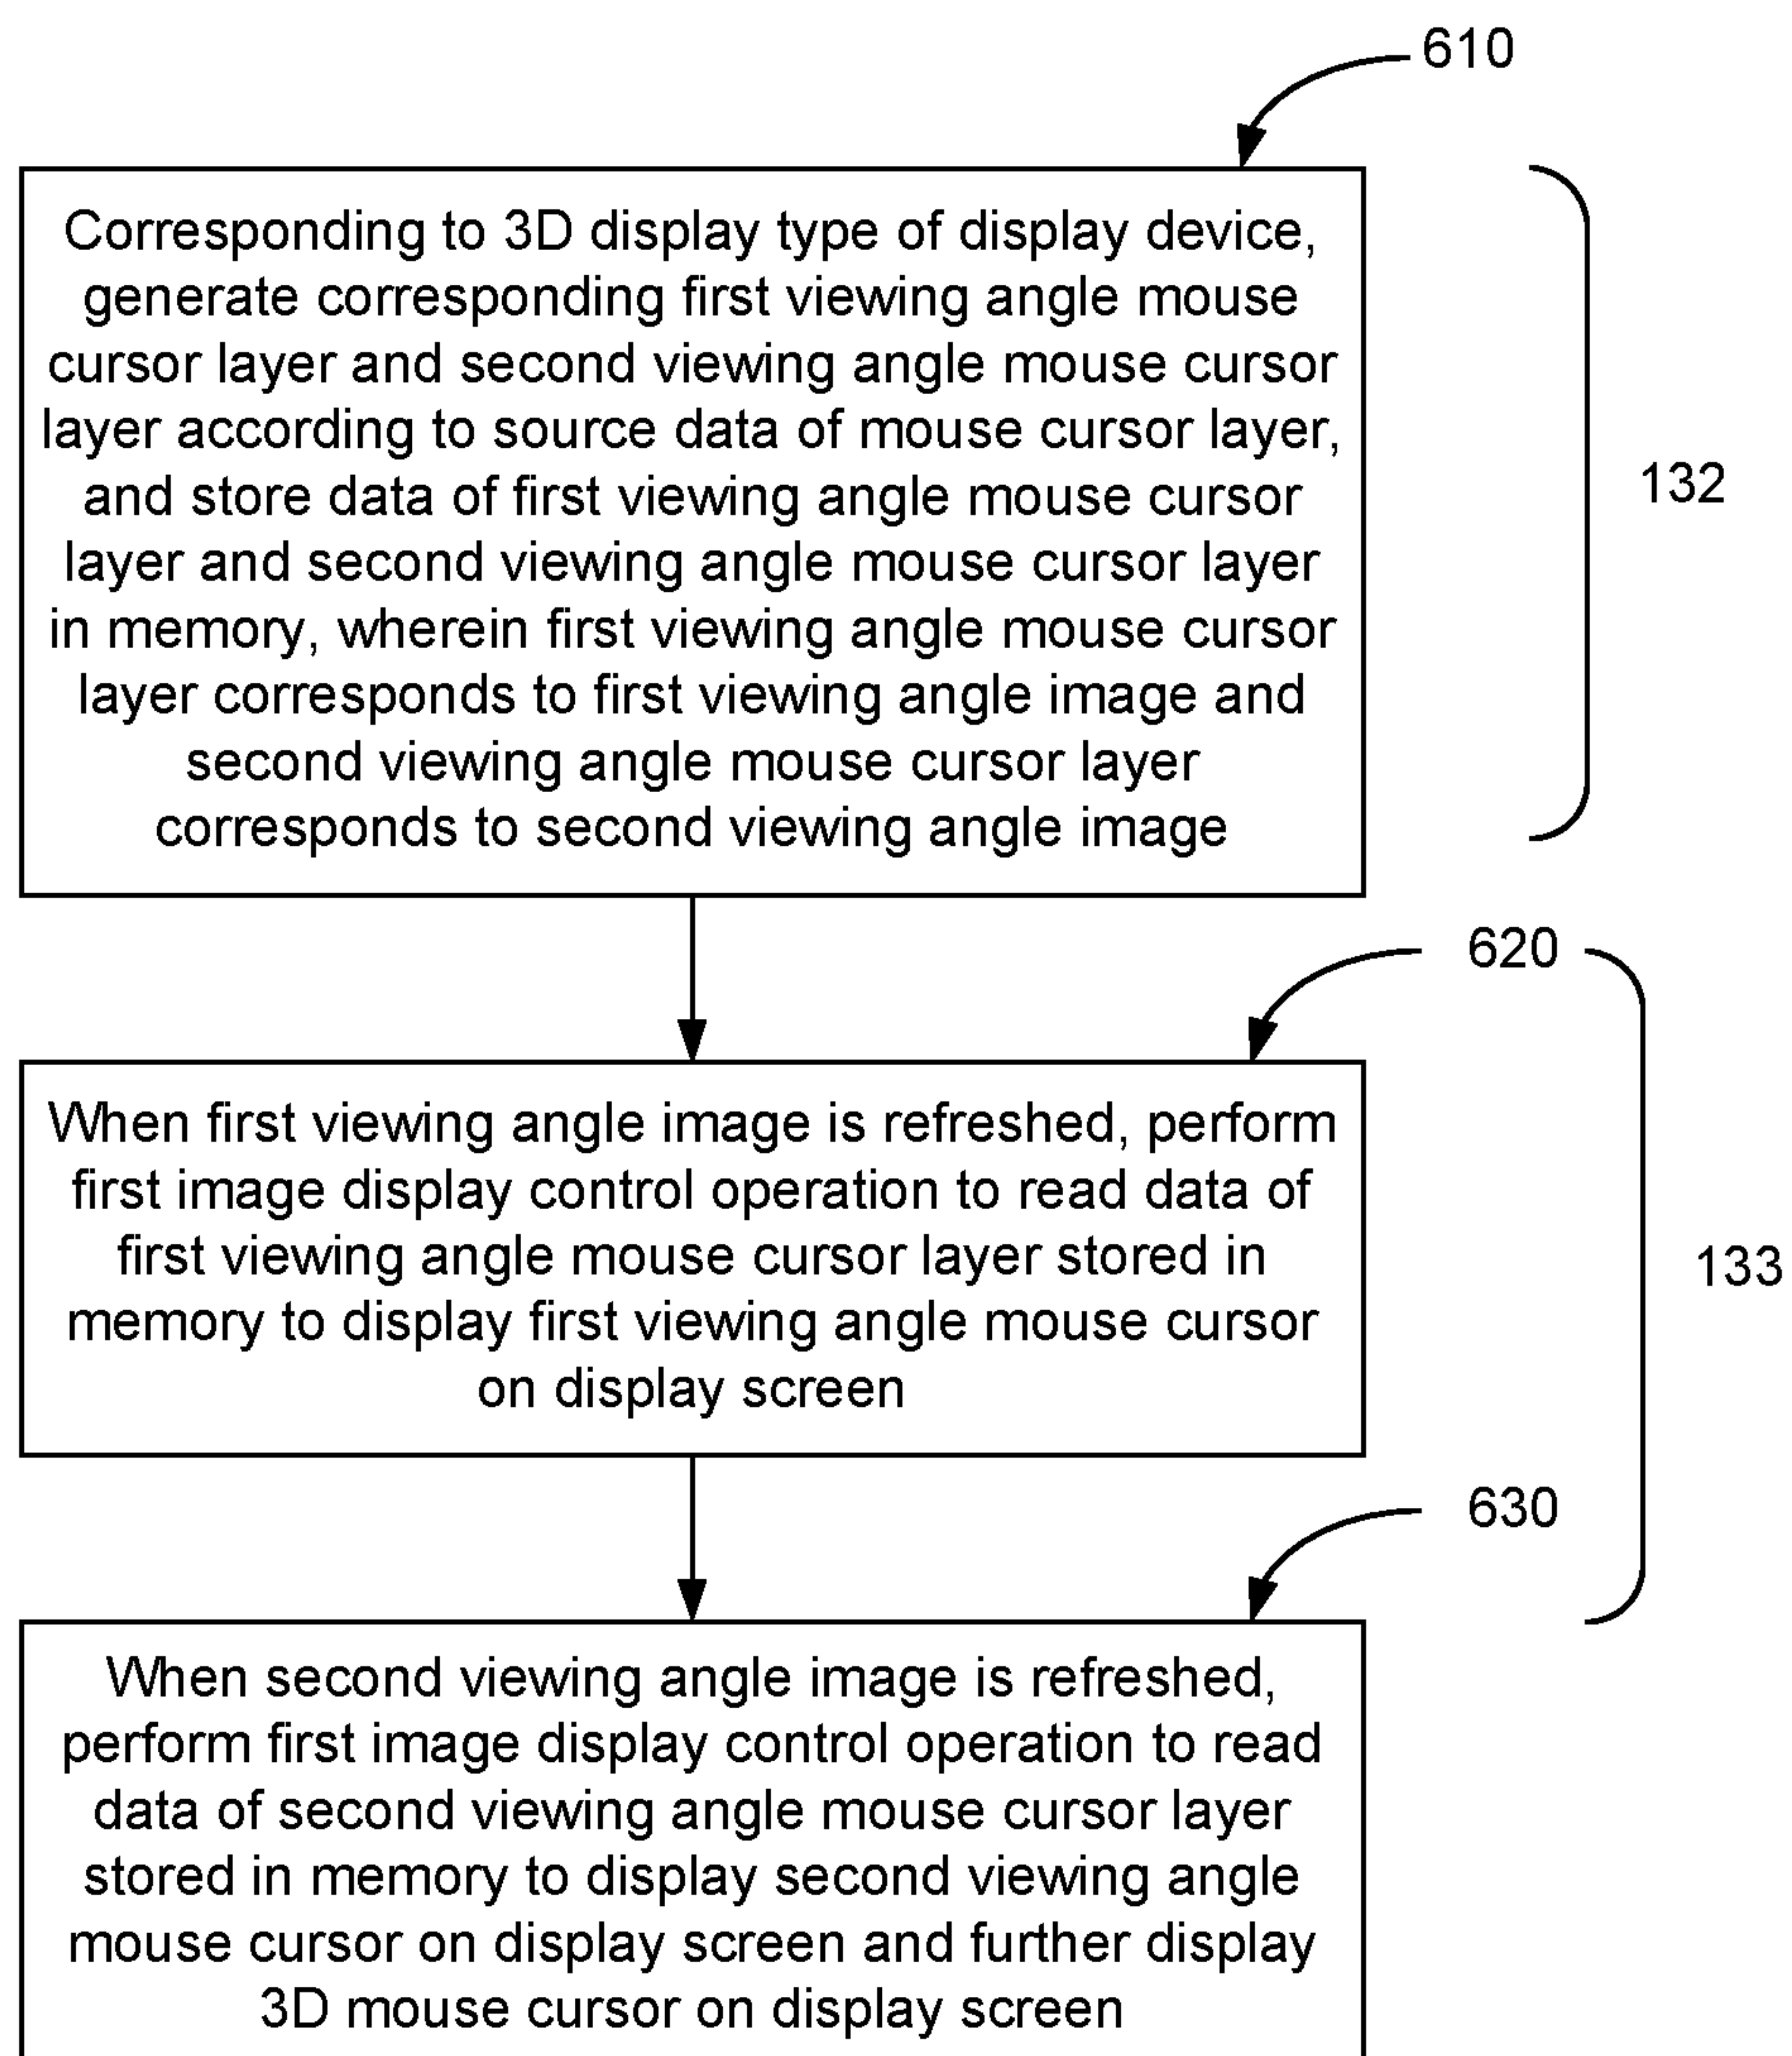 610
Corresponding to 3D display type of display device,
generate corresponding first viewing angle mouse
cursor layer and second viewing angle mouse cursor
layer according to source data of mouse cursor layer,
and store data of first viewing angle mouse cursor
layer and second viewing angle mouse cursor layer
in memory, wherein first viewing angle mouse cursor
layer corresponds to first viewing angle image and
second viewing angle mouse cursor layer
corresponds to second viewing angle image
132
620
When first viewing angle image is refreshed, perform
first image display control operation to read data of
first viewing angle mouse cursor layer stored in
memory to display first viewing angle mouse cursor
on display screen
133
630
When second viewing angle image is refreshed,
perform first image display control operation to read
data of second viewing angle mouse cursor layer
stored in memory to display second viewing angle
mouse cursor on display screen and further display
3D mouse cursor on display screen